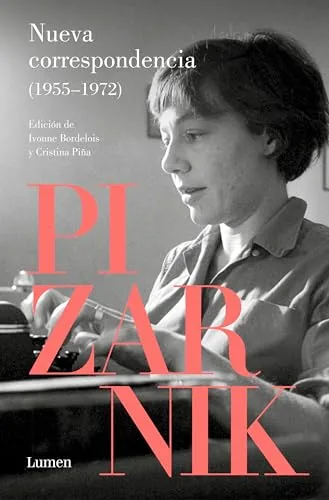 Nueva
correspondencia
(1955–1972)
Edición de
Ivonne Bordelois
y Cristina Piña
PI
ZAR
NIK
Lumen